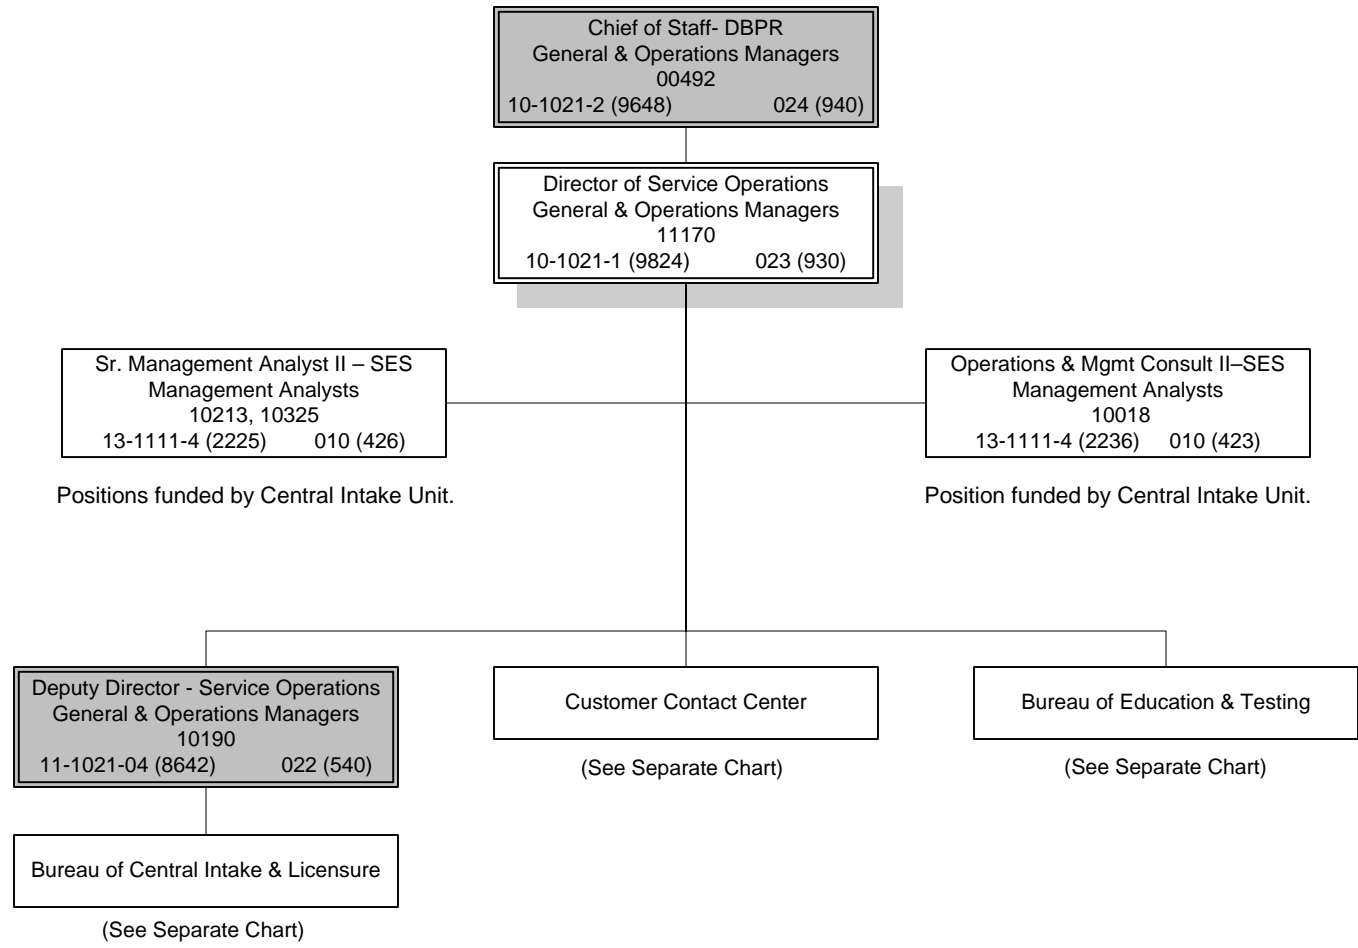 Chief of Staff- DBPR
General & Operations Managers
00492
10-1021-2 (9648) 024 (940)
Director of Service Operations
General & Operations Managers
11170
10-1021-1 (9824) 023 (930)
Sr. Management Analyst II – SES
Management Analysts
10213, 10325
13-1111-4 (2225) 010 (426)
Positions funded by Central Intake Unit.
Operations & Mgmt Consult II–SES
Management Analysts
10018
13-1111-4 (2236) 010 (423)
Position funded by Central Intake Unit.
Deputy Director - Service Operations
General & Operations Managers
10190
11-1021-04 (8642) 022 (540)
Bureau of Central Intake & Licensure
(See Separate Chart)
Customer Contact Center
(See Separate Chart)
Bureau of Education & Testing
(See Separate Chart)